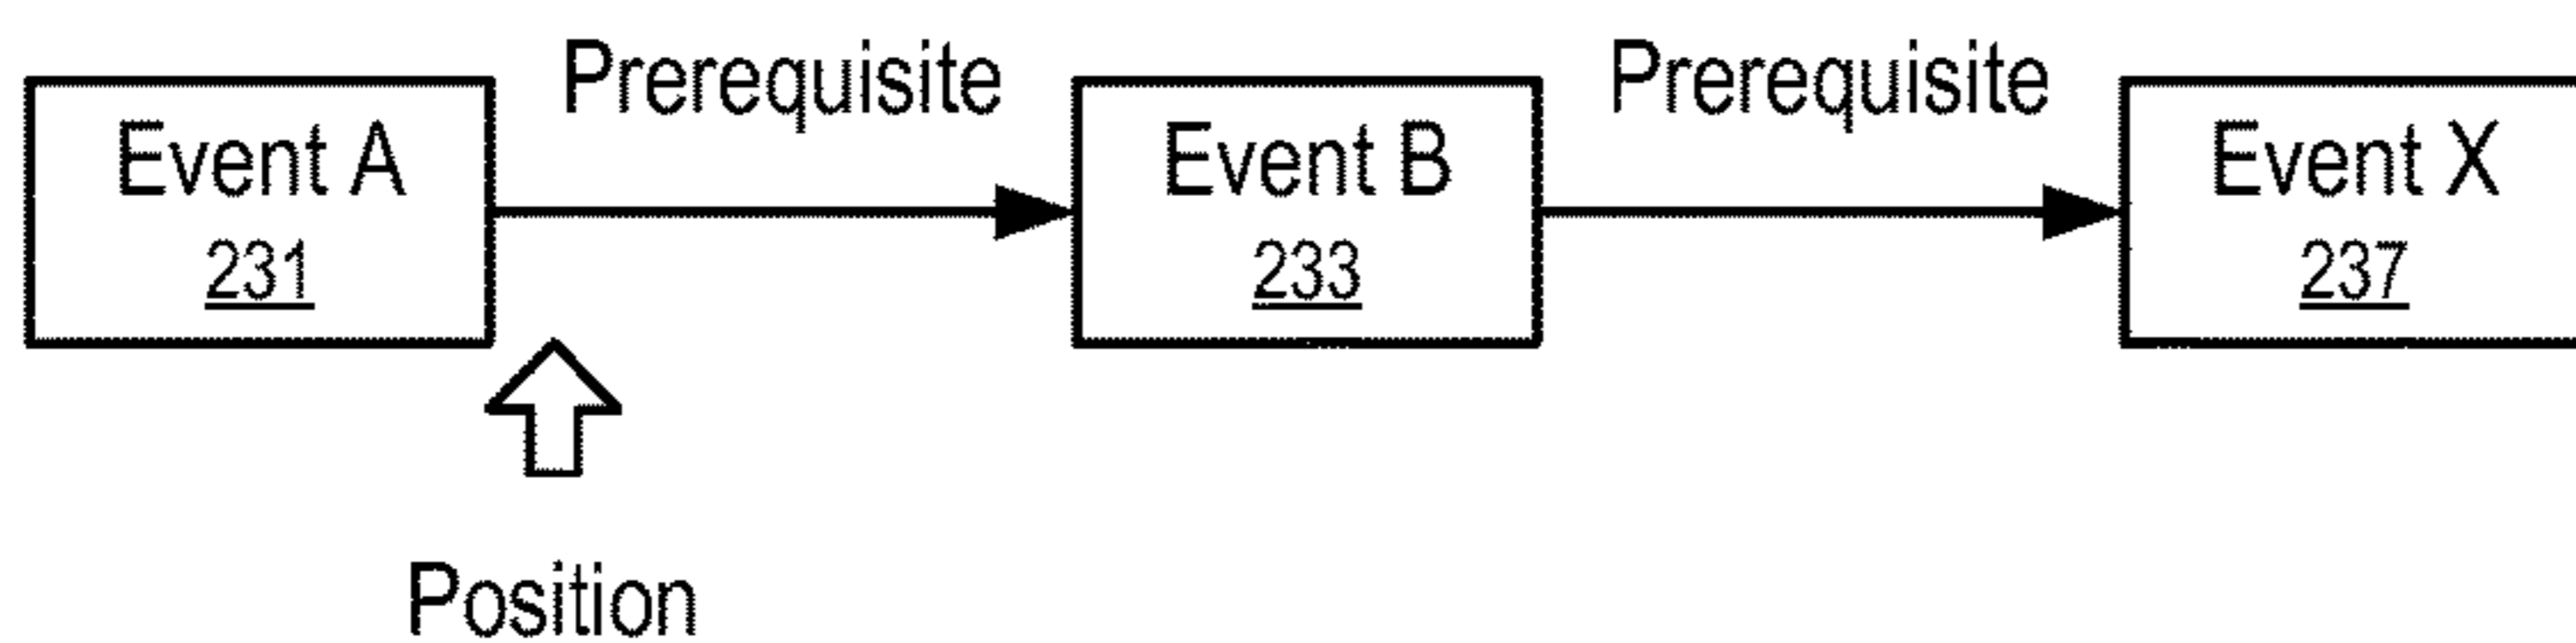 Prerequisite
Prerequisite
Event A
231
Event B
233
Event X
237
Position